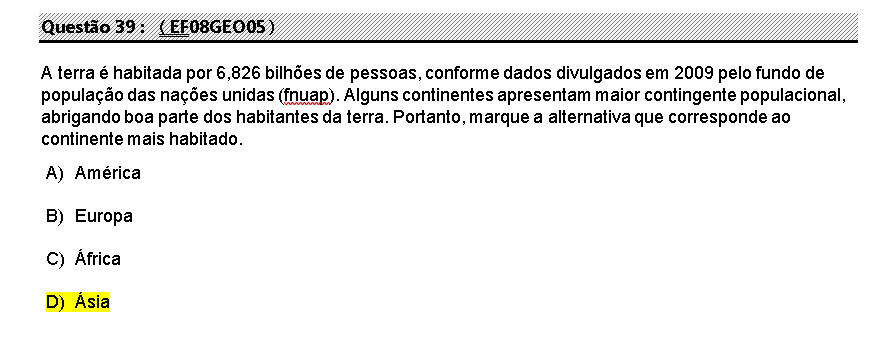 Questão 39 : ( EF08GEO05 )
A terra é habitada por 6,826 bilhões de pessoas, conforme dados divulgados em 2009 pelo fundo de
população das nações unidas (fnuap). Alguns continentes apresentam maior contingente populacional,
abrigando boa parte dos habitantes da terra. Portanto, marque a alternativa que corresponde ao
continente mais habitado.
A) América
B) Europa
C) África
D) Ásia